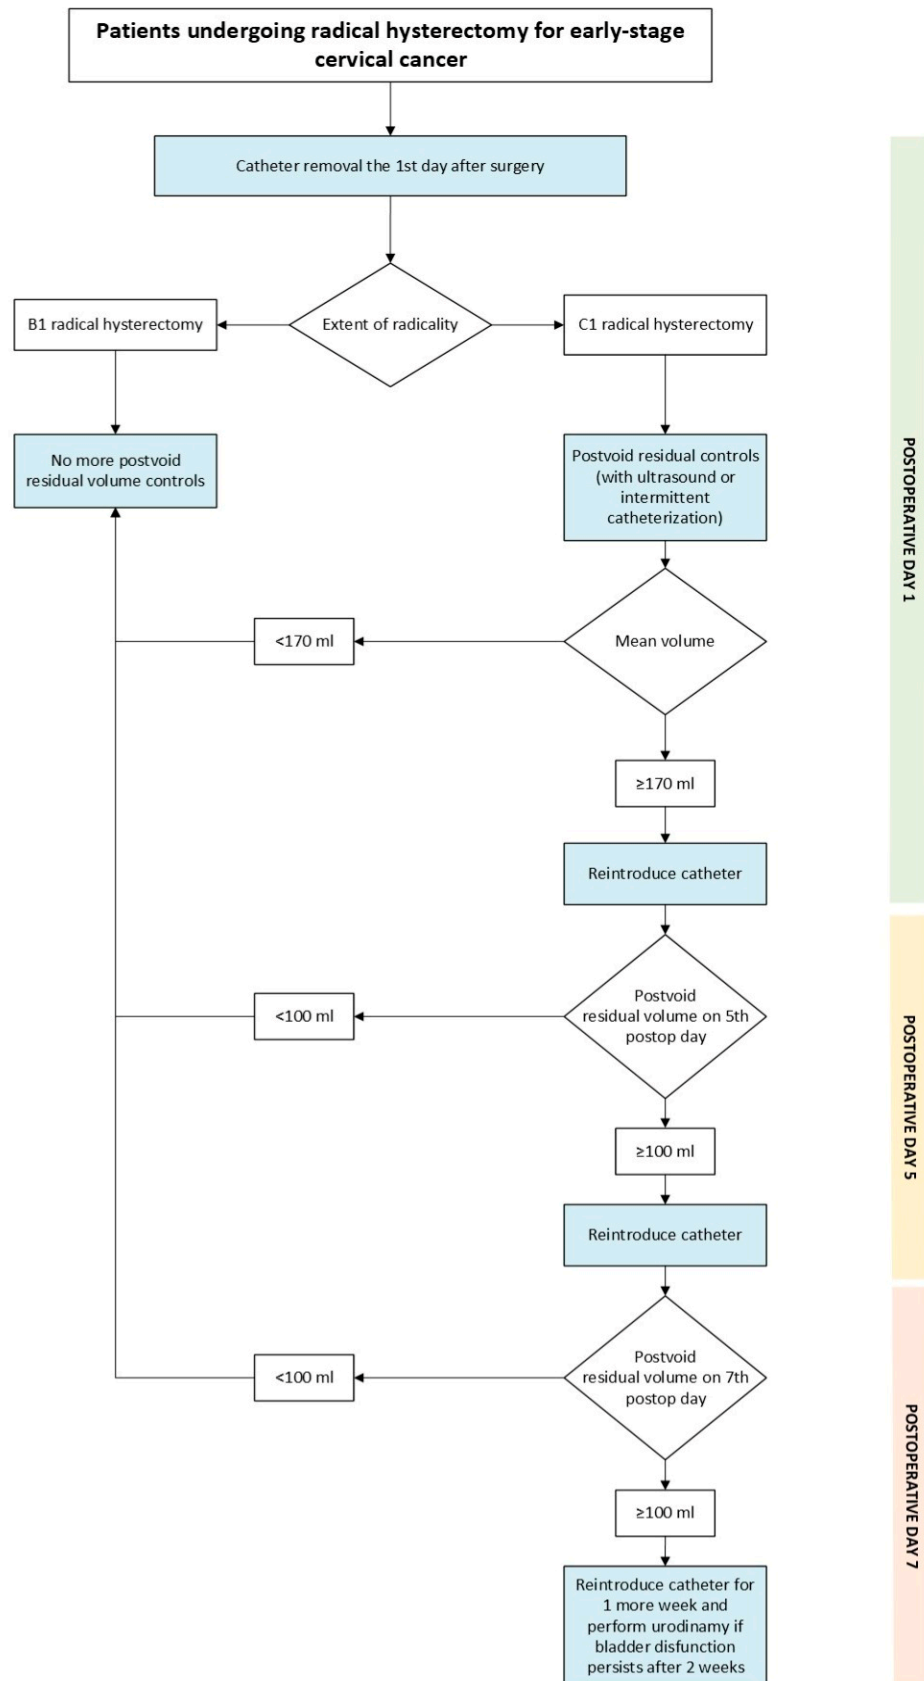 Patients undergoing radical hysterectomy for early-stage
cervical cancer
Catheter removal the 1st day after surgery
Extent of radicality
B1 radical hysterectomy
C1 radical hysterectomy
No more postvoid
residual volume controls
Postvoid residual controls
(with ultrasound or
intermittent
catheterization)
Mean volume
<170 ml
≥170 ml
Reintroduce catheter
POSTOPERATIVE DAY 1
Postvoid
residual volume on 5th
postop day
<100 ml
≥100 ml
Reintroduce catheter
POSTOPERATIVE DAY 5
Postvoid
residual volume on 7th
postop day
<100 ml
≥100 ml
Reintroduce catheter for
1 more week and
perform urodinamy if
bladder disfunction
persists after 2 weeks
POSTOPERATIVE DAY 7